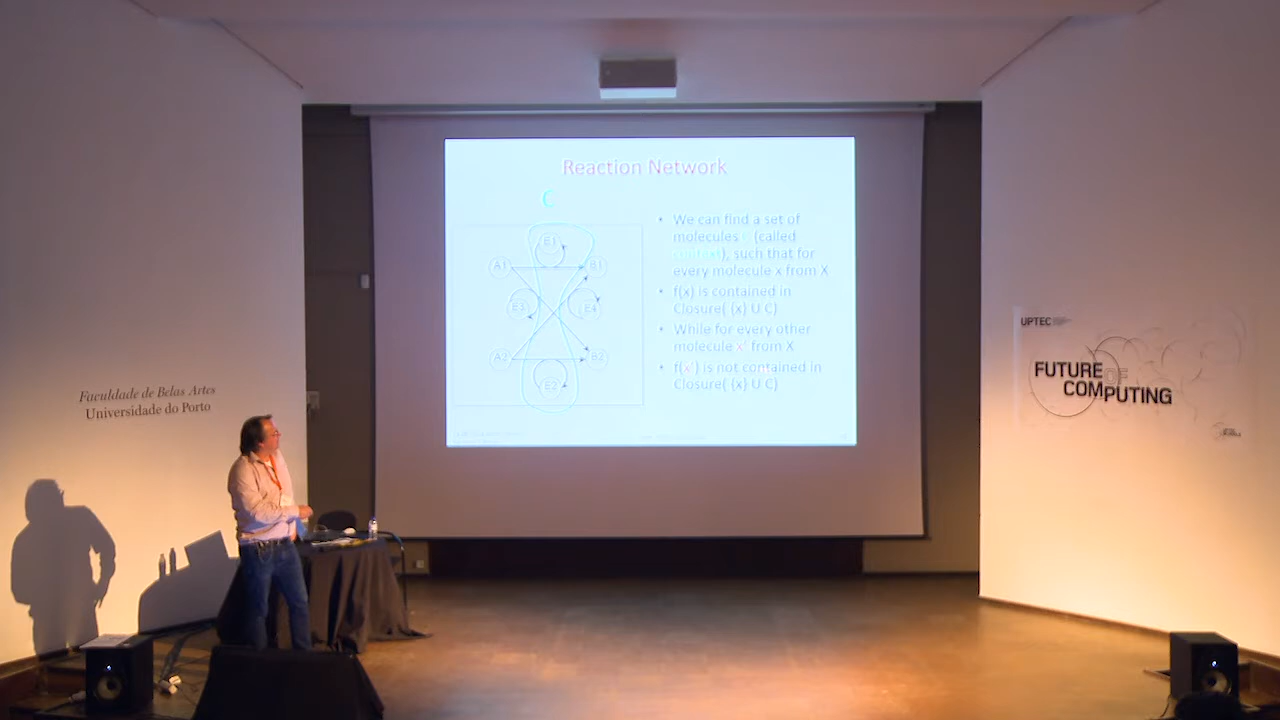 Reaction Network
C
E1
A1
B1
E3
E4
A2
B2
E2
• We can find a set of
molecules C (called
context), such that for
every molecule x from X
• f(x) is contained in
Closure( {x} U C)
• While for every other
molecule x' from X
• f(x') is not contained in
Closure( {x} U C)
Faculdade de Belas Artes
Universidade do Porto
UPTEC
FUTURE OF
COMPUTING